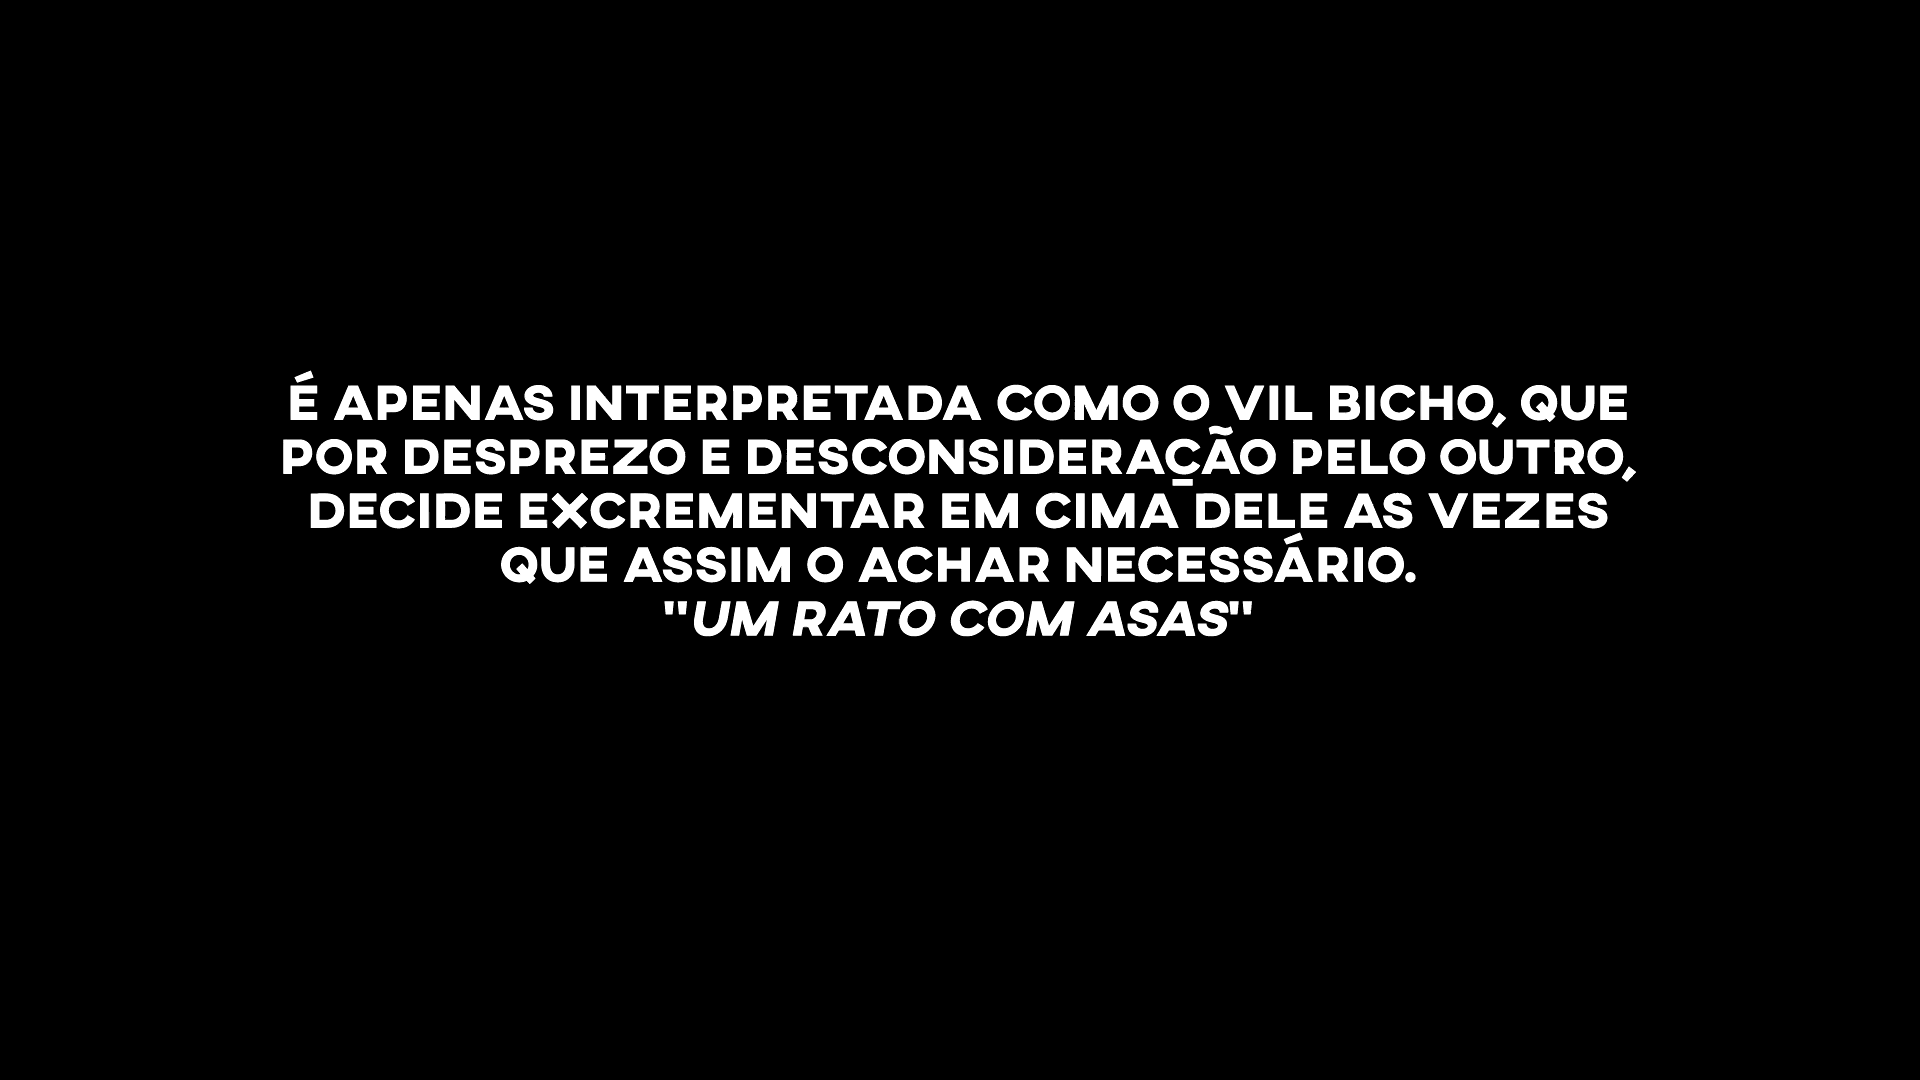 É APENAS INTERPRETADA COMO O VIL BICHO, QUE
POR DESPREZO E DESCONSIDERAÇÃO PELO OUTRO,
DECIDE EXCREMENTAR EM CIMA DELE AS VEZES
QUE ASSIM O ACHAR NECESSÁRIO.
"UM RATO COM ASAS"